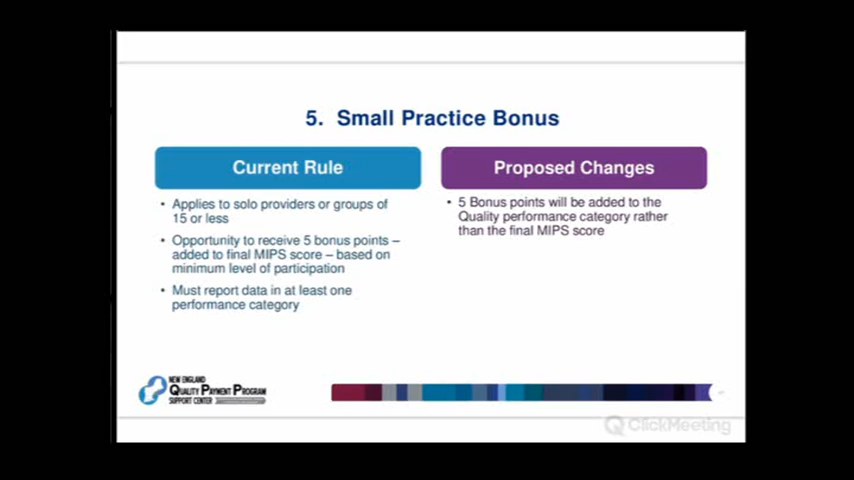 5. Small Practice Bonus
Current Rule
• Applies to solo providers or groups of
15 or less
• Opportunity to receive 5 bonus points –
added to final MIPS score – based on
minimum level of participation
• Must report data in at least one
performance category
Proposed Changes
• 5 Bonus points will be added to the
Quality performance category rather
than the final MIPS score
NEW ENGLAND
QUALITY PAYMENT PROGRAM
SUPPORT CENTER
ClickMeeting